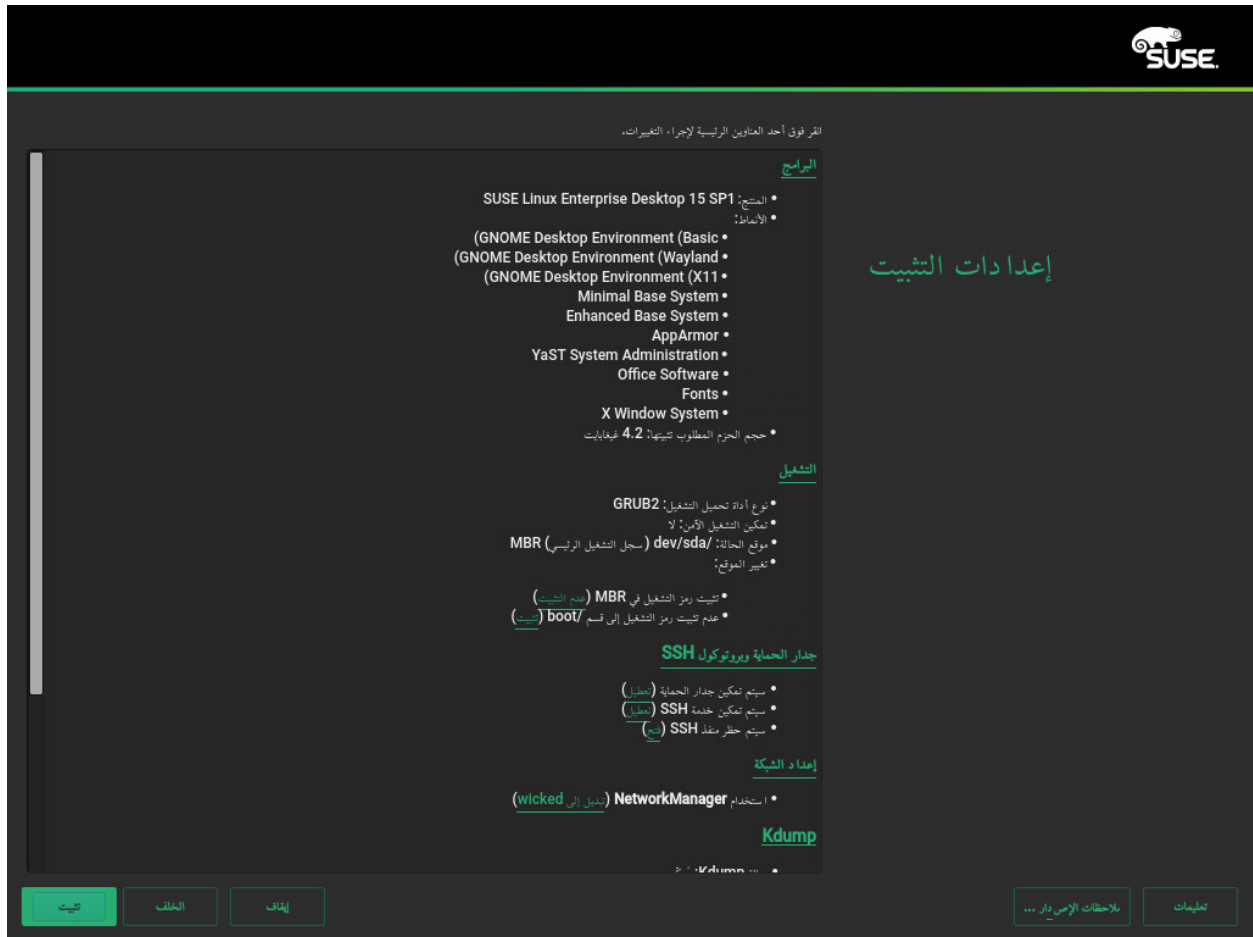 SUSE.
انقر فوق أحد العناوين الرئيسية لإجراء التغييرات.
إعدادات التثبيت
البرامج
• المنتج: SUSE Linux Enterprise Desktop 15 SP1
• الأنماط:
• GNOME Desktop Environment (Basic)
• GNOME Desktop Environment (Wayland)
• GNOME Desktop Environment (X11)
• Minimal Base System
• Enhanced Base System
• AppArmor
• YaST System Administration
• Office Software
• Fonts
• X Window System
• حجم الحزم المطلوب تثبيتها: 4.2 غيغابايت
التشغيل
• نوع أداة تحميل التشغيل: GRUB2
• تمكين التشغيل الآمن: لا
• موقع الحالة: /dev/sda (سجل التشغيل الرئيسي) MBR
• تغيير الموقع:
• تثبيت رمز التشغيل في MBR (عدم التثبيت)
• عدم تثبيت رمز التشغيل إلى قسم /boot (تثبيت)
جدار الحماية وبروتوكول SSH
• سيتم تمكين جدار الحماية (تعطيل)
• سيتم تمكين خدمة SSH (تعطيل)
• سيتم حظر منفذ SSH (فتح)
إعداد الشبكة
• استخدام NetworkManager (تبديل إلى wicked)
Kdump
• Kdump:
تعليمات
ملاحظات الإصدار ...
إيقاف
الخلف
تثبيت